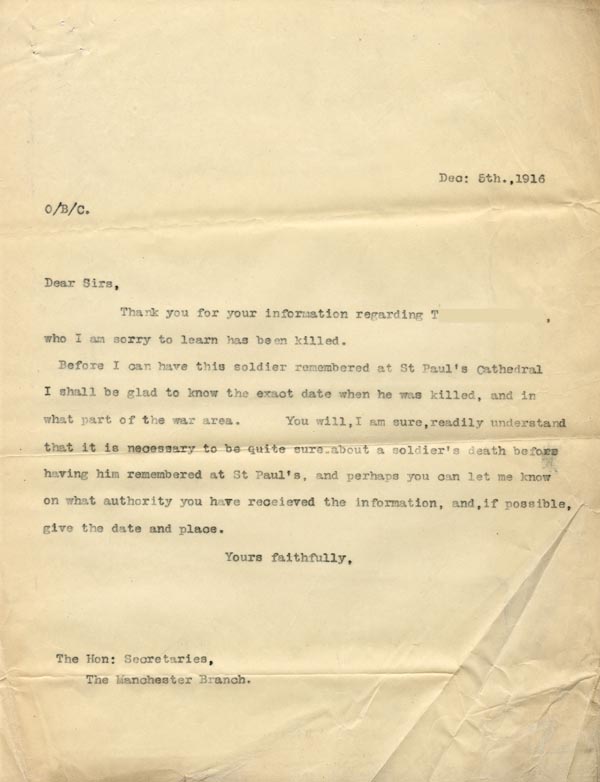 Dec: 5th.,1916
O/B/C.
Dear Sirs,
Thank you for your information regarding T ,
who I am sorry to learn has been killed.
Before I can have this soldier remembered at St Paul's Cathedral
I shall be glad to know the exact date when he was killed, and in
what part of the war area. You will,I am sure,readily understand
that it is necessary to be quite sure about a soldier's death before
having him remembered at St Paul's, and perhaps you can let me know
on what authority you have receieved the information, and,if possible,
give the date and place.
Yours faithfully,
The Hon: Secretaries,
The Manchester Branch.